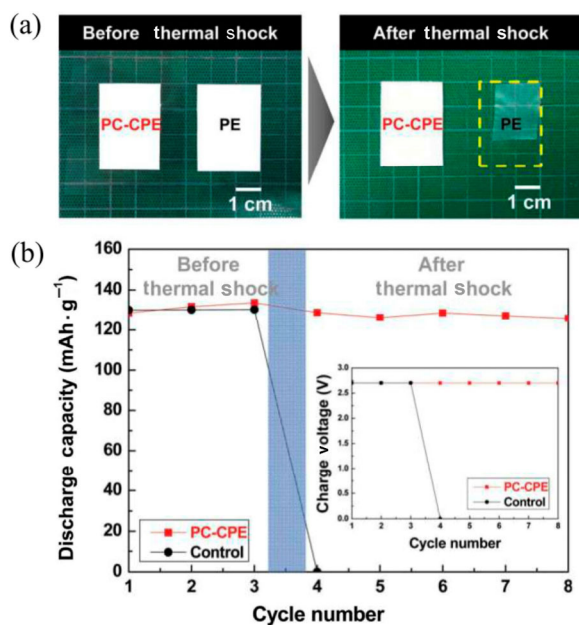 (a)
Before thermal shock
After thermal shock
PC-CPE
PE
PC-CPE
PE
1 cm
1 cm
(b)
Discharge capacity (mAh·g⁻¹)
160
140
120
100
80
60
40
20
0
Before
thermal shock
After
thermal shock
PC-CPE
Control
1 2 3 4 5 6 7 8
Cycle number
Charge voltage (V)
3.0
2.5
2.0
1.5
1.0
0.5
0.0
PC-CPE
Control
1 2 3 4 5 6 7 8
Cycle number